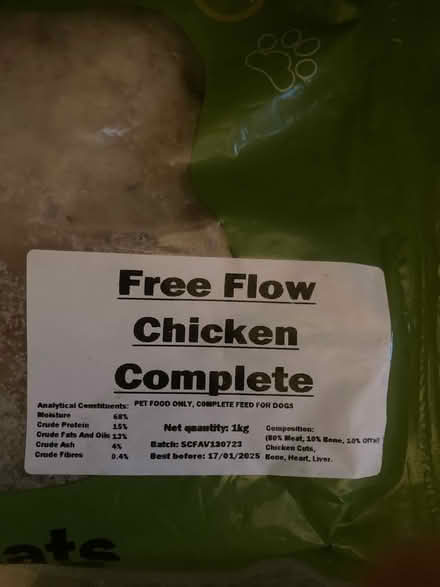 Free Flow
Chicken
Complete
PET FOOD ONLY, COMPLETE FEED FOR DOGS
Analytical Constituents:
Moisture 68%
Crude Protein 15%
Crude Fats And Oils 13%
Crude Ash 4%
Crude Fibres 0.4%
Net quantity: 1kg
Batch: SCFAV130723
Best before: 17/01/2025
Composition:
(80% Meat, 10% Bone, 10% Offal)
Chicken Cuts,
Bone, Heart, Liver.
ats